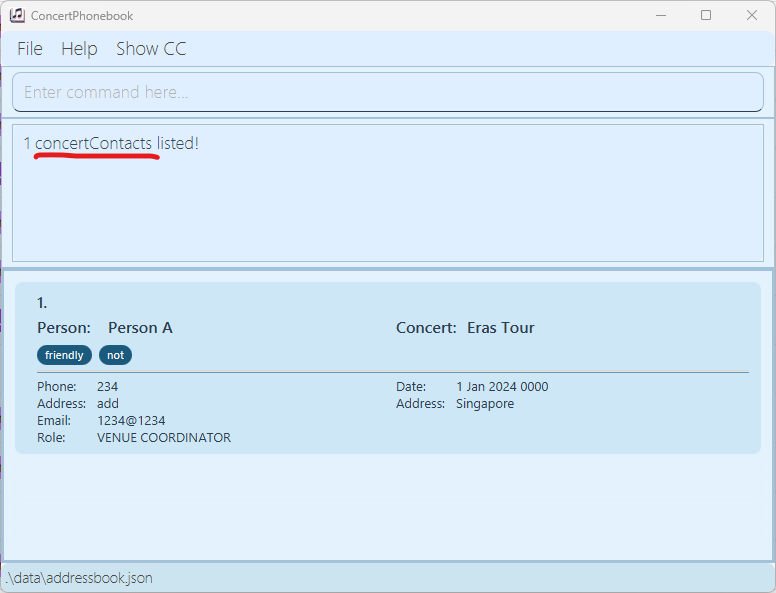 ConcertPhonebook
File Help Show CC
Enter command here...
1 concertContacts listed!
1.
Person: Person A Concert: Eras Tour
friendly not
Phone: 234 Date: 1 Jan 2024 0000
Address: add Address: Singapore
Email: 1234@1234
Role: VENUE COORDINATOR
.\data\addressbook.json